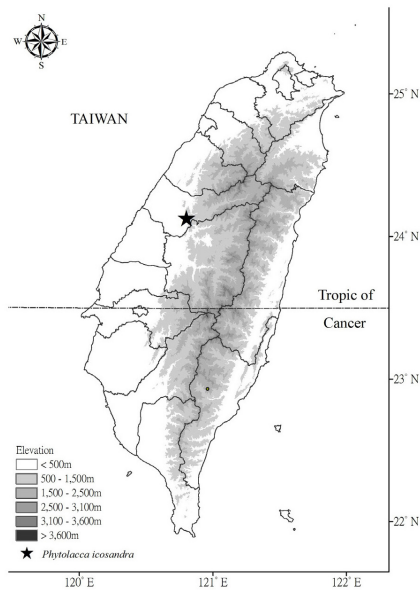 N
W E
S
TAIWAN
25° N
24° N
Tropic of
Cancer
23° N
22° N
Elevation
< 500m
500 - 1,500m
1,500 - 2,500m
2,500 - 3,100m
3,100 - 3,600m
> 3,600m
Phytolacca icosandra
120° E 121° E 122° E